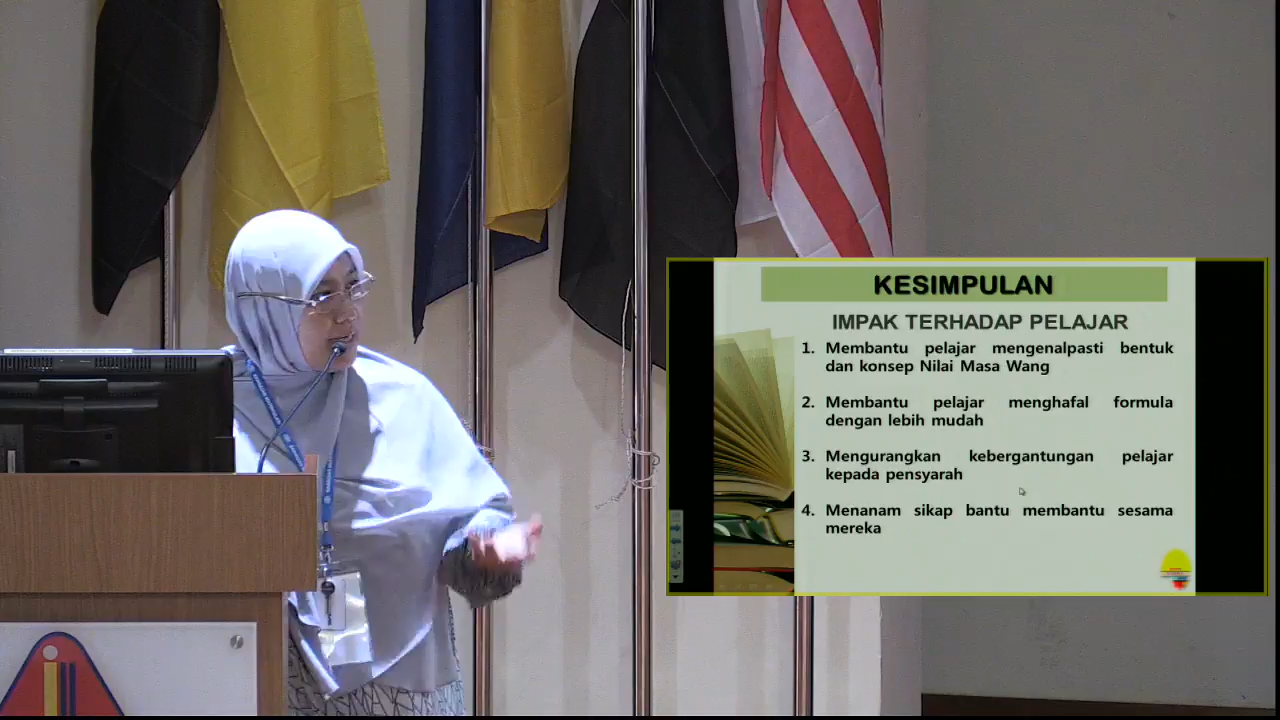 KESIMPULAN
IMPAK TERHADAP PELAJAR
1. Membantu pelajar mengenalpasti bentuk
dan konsep Nilai Masa Wang
2. Membantu pelajar menghafal formula
dengan lebih mudah
3. Mengurangkan kebergantungan pelajar
kepada pensyarah
4. Menanam sikap bantu membantu sesama
mereka